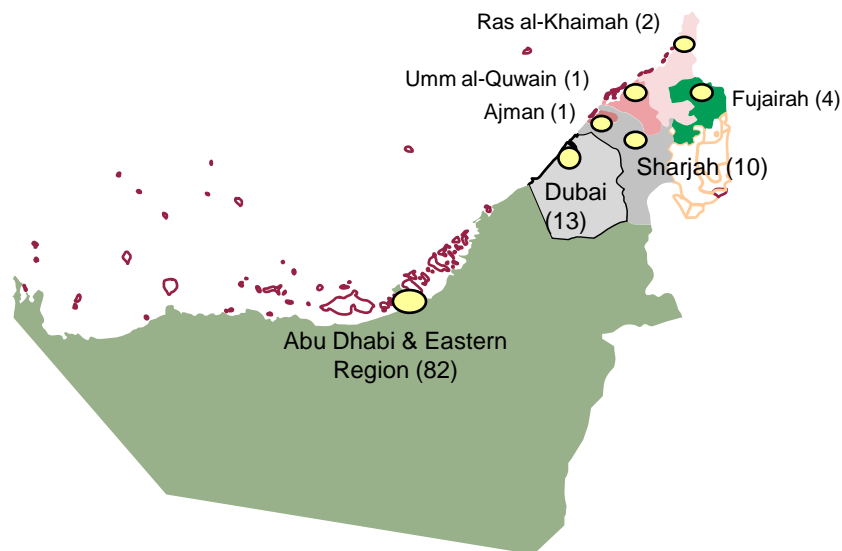 Ras al-Khaimah (2)
Umm al-Quwain (1)
Ajman (1)
Fujairah (4)
Sharjah (10)
Dubai
(13)
Abu Dhabi & Eastern
Region (82)